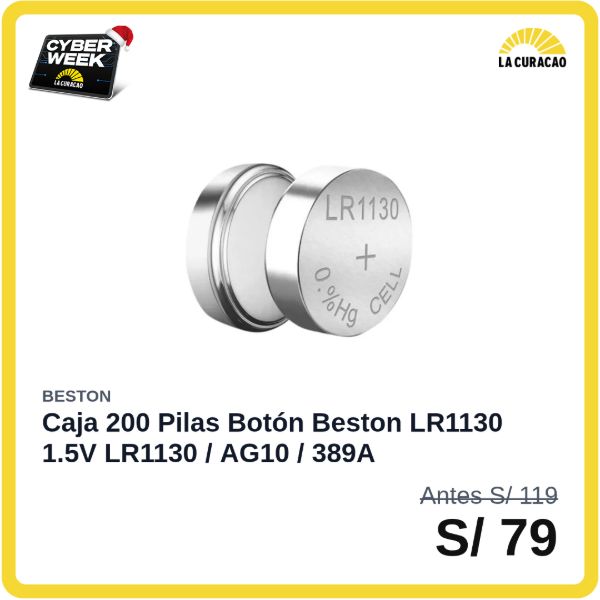 CYBER
WEEK
LA CURACAO
LA CURACAO
LR1130
+
0.%Hg CELL
BESTON
Caja 200 Pilas Botón Beston LR1130
1.5V LR1130 / AG10 / 389A
Antes S/ 119
S/ 79